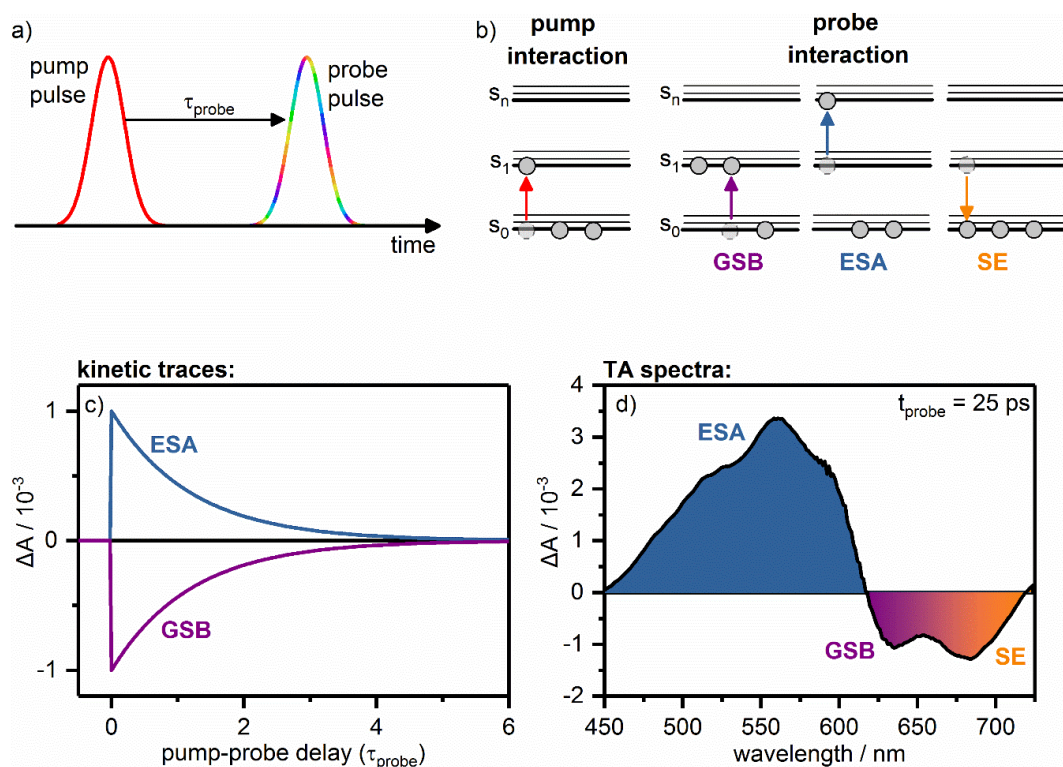 a)
pump
pulse
τprobe
probe
pulse
time
b)
pump
interaction
probe
interaction
sn
s1
s0
sn
s1
s0
GSB
ESA
SE
kinetic traces:
c)
ESA
GSB
ΔA / 10-3
1
0
-1
0
2
4
6
pump-probe delay (τprobe)
TA spectra:
d)
tprobe = 25 ps
ESA
GSB
SE
ΔA / 10-3
4
3
2
1
0
-1
-2
450
500
550
600
650
700
wavelength / nm